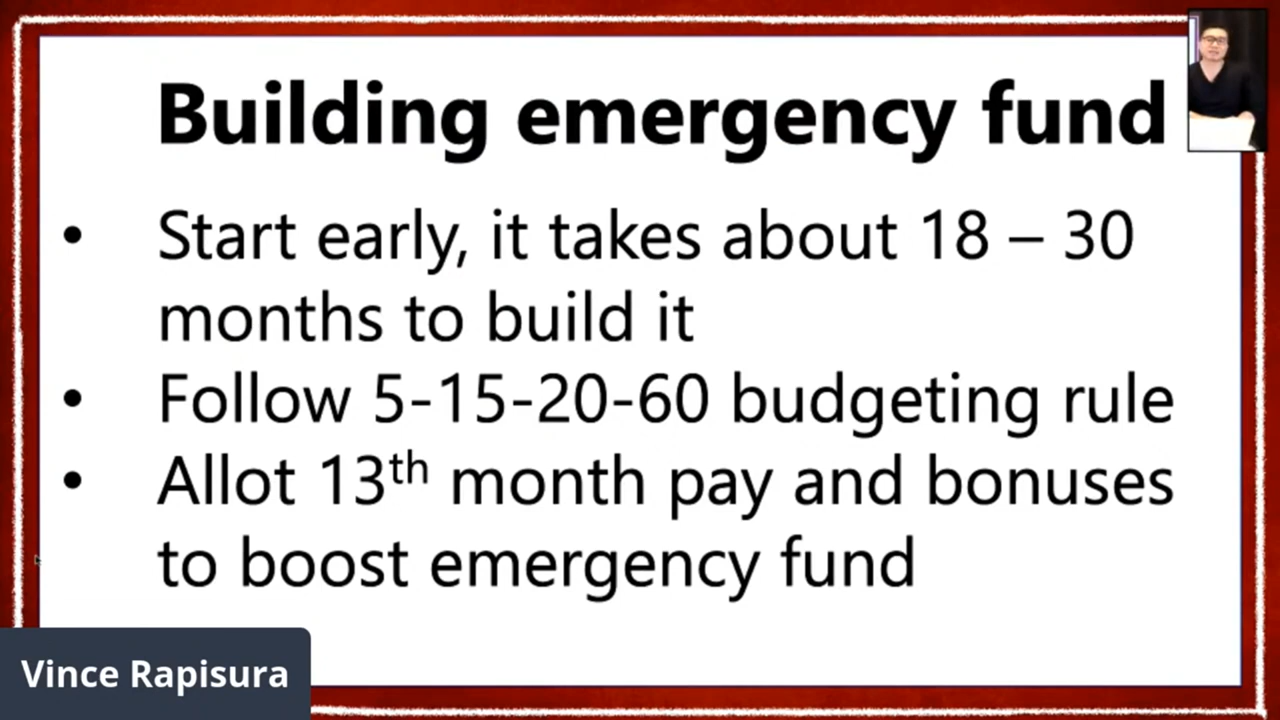 Building emergency fund
• Start early, it takes about 18 – 30
months to build it
• Follow 5-15-20-60 budgeting rule
• Allot 13th month pay and bonuses
to boost emergency fund
Vince Rapisura